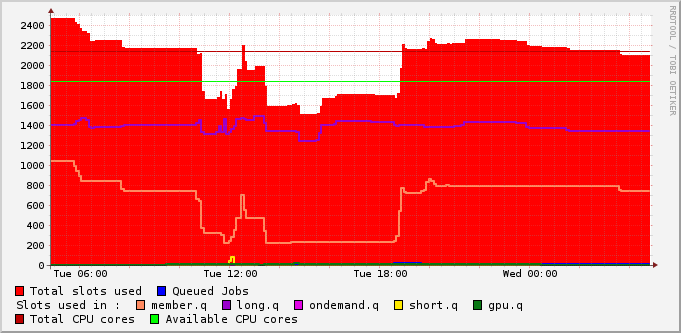 RRDTOOL / TOBI OETIKER
2400
2200
2000
1800
1600
1400
1200
1000
800
600
400
200
0
Tue 06:00 Tue 12:00 Tue 18:00 Wed 00:00
Total slots used Queued Jobs
Slots used in : member.q long.q ondemand.q short.q gpu.q
Total CPU cores Available CPU cores